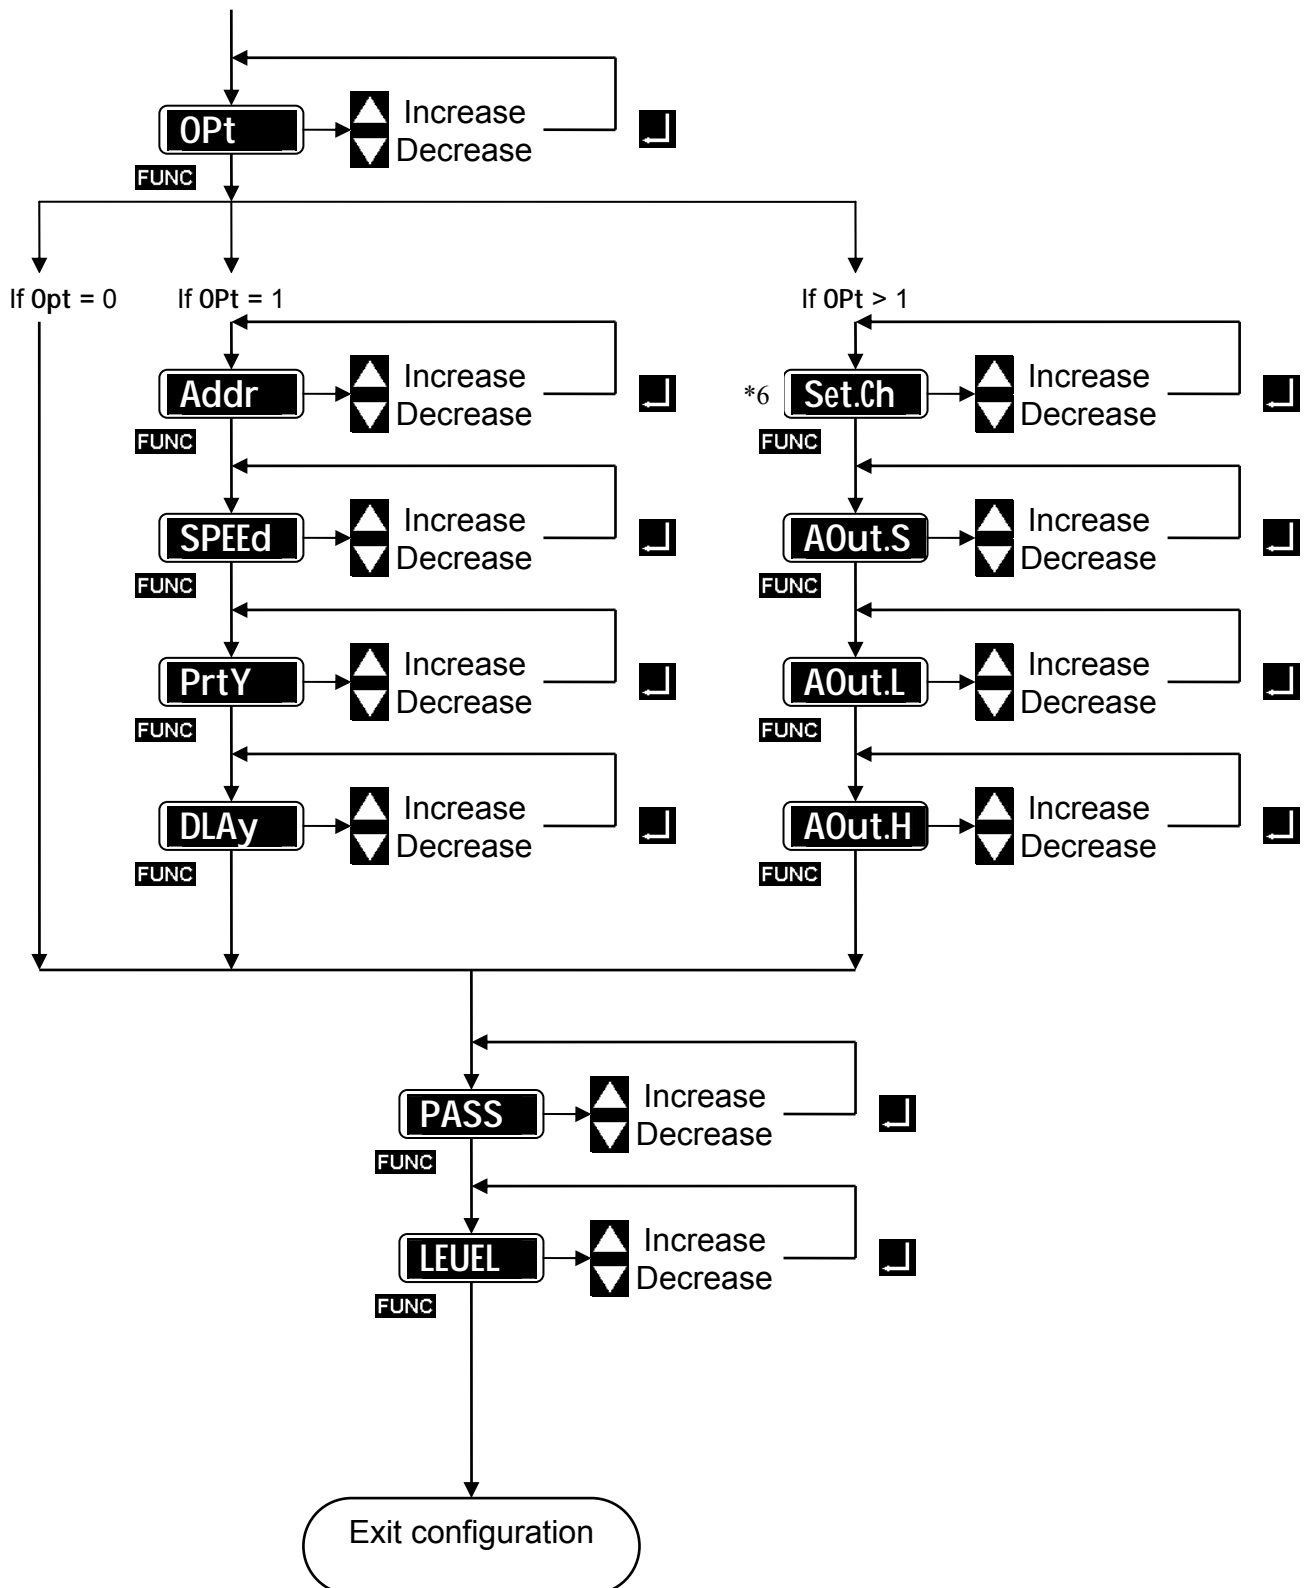 Increase
OPt
Decrease
FUNC
If Opt = 0
If OPt = 1
If OPt > 1
Increase
Increase
Addr
*6
Set.Ch
Decrease
Decrease
FUNC
FUNC
Increase
Increase
SPEEd
AOut.S
Decrease
Decrease
FUNC
FUNC
Increase
Increase
PrtY
AOut.L
Decrease
Decrease
FUNC
FUNC
Increase
Increase
DLAy
AOut.H
Decrease
Decrease
FUNC
FUNC
Increase
PASS
Decrease
FUNC
Increase
LEUEL
Decrease
FUNC
Exit configuration